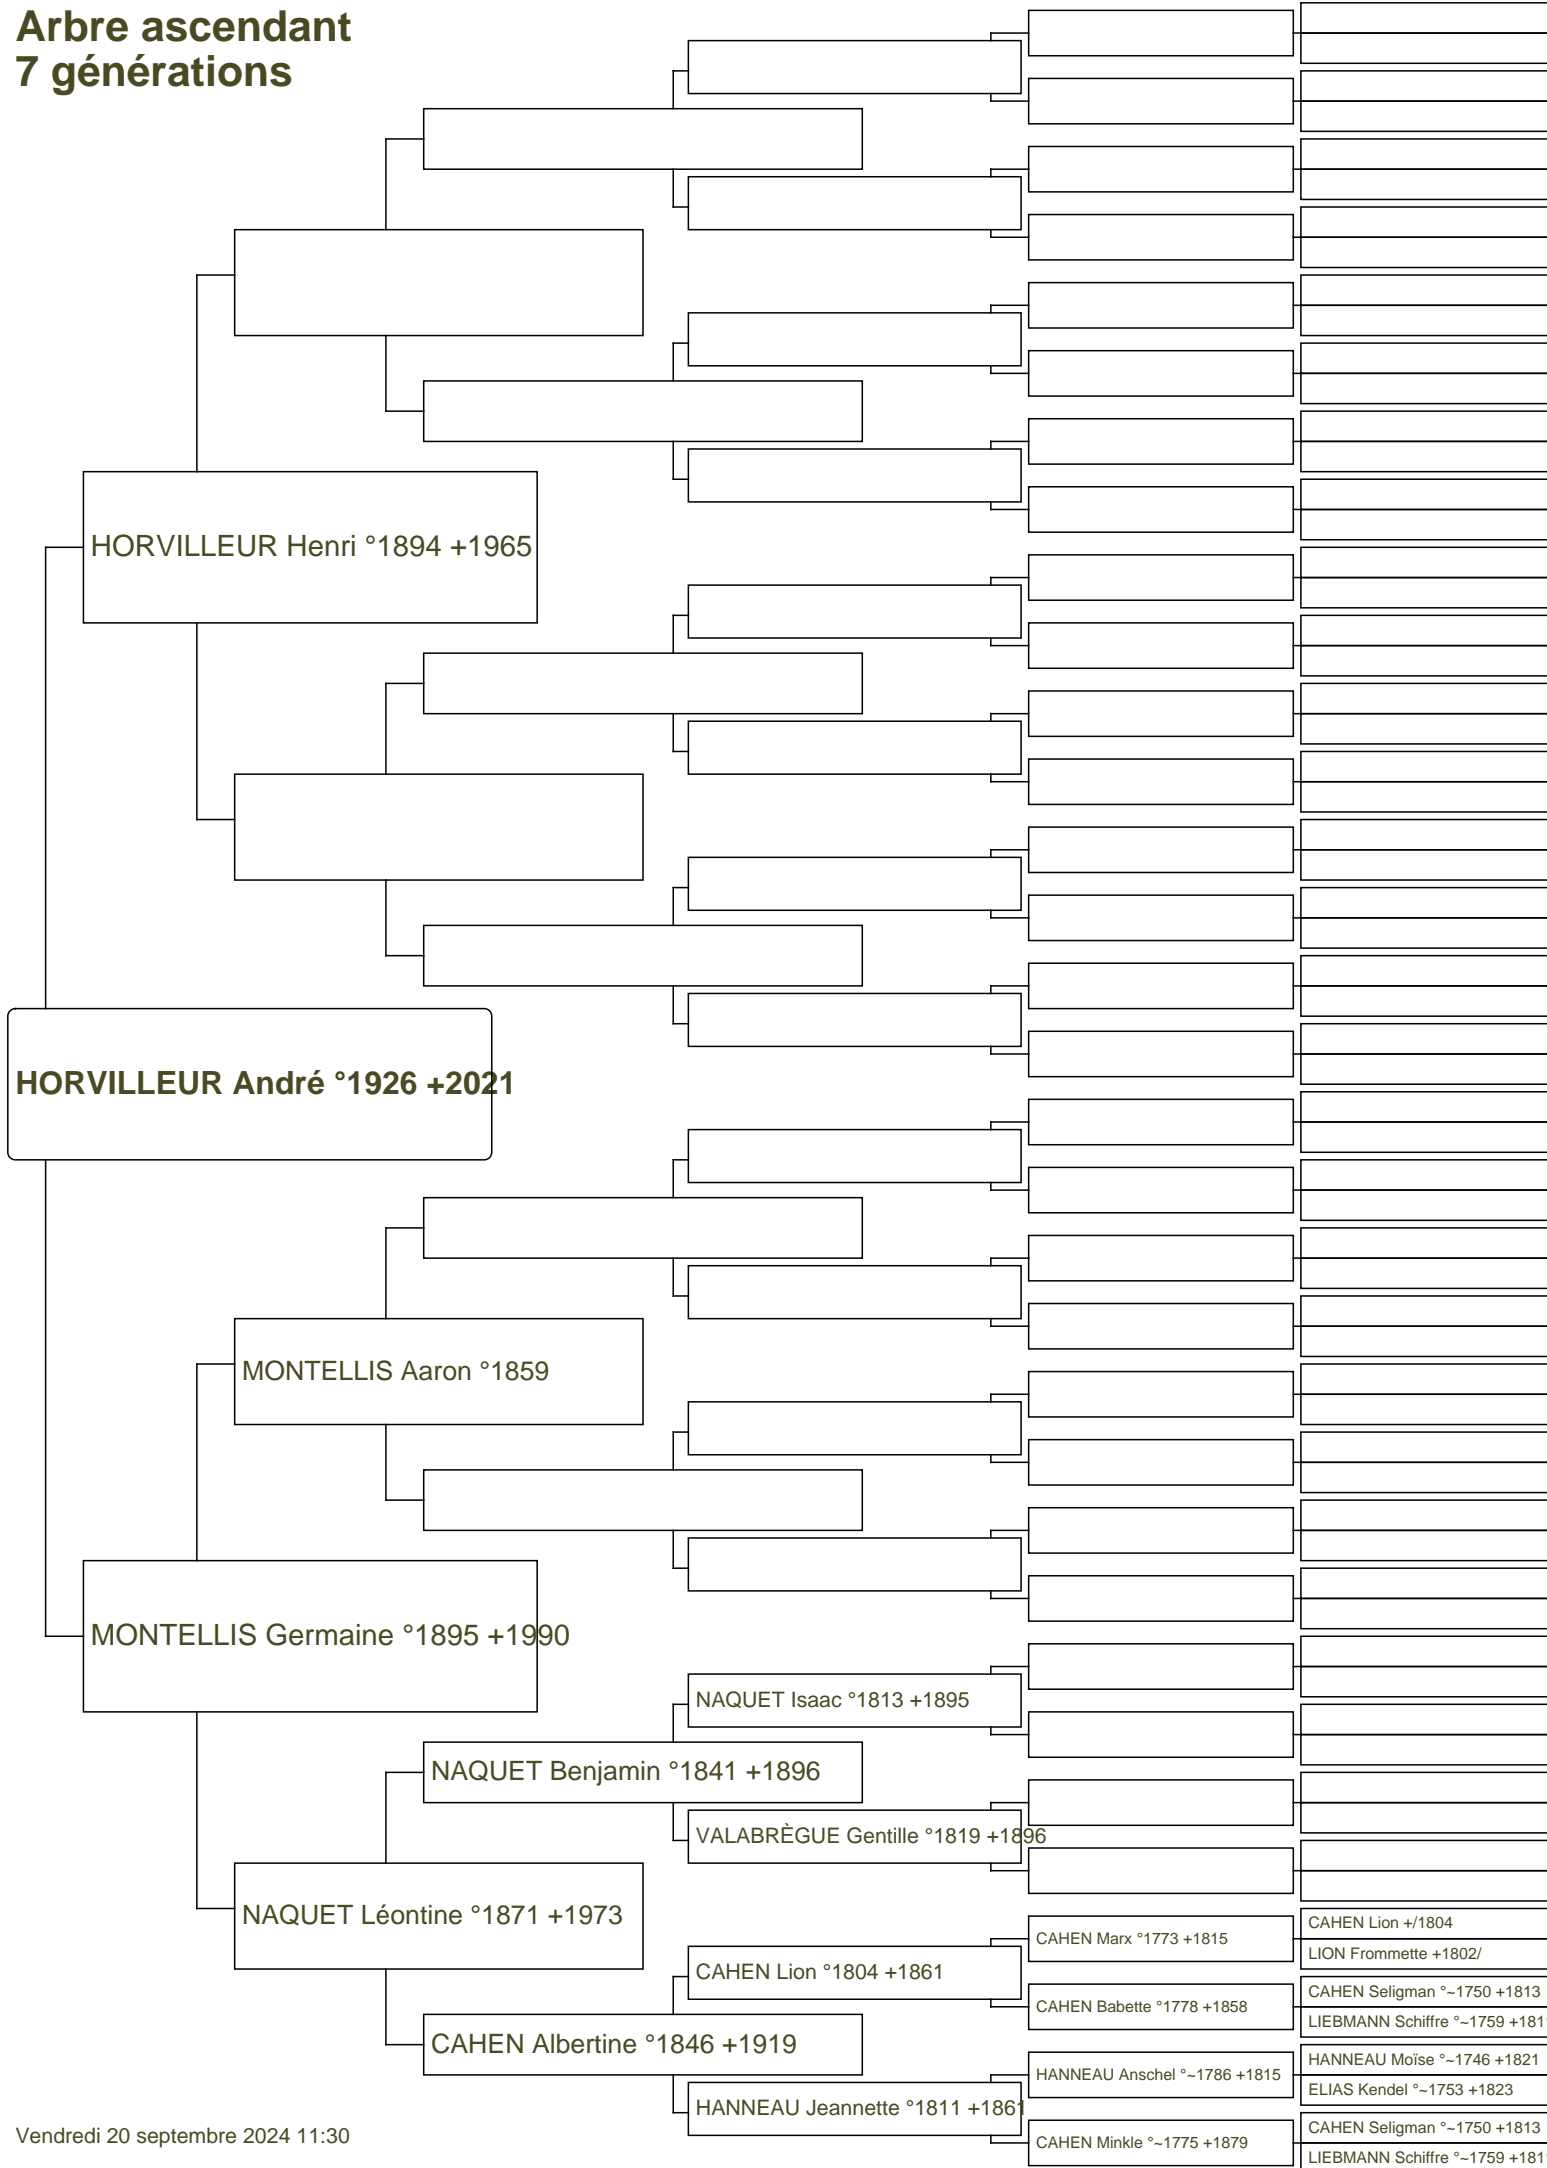 Arbre ascendant
7 générations
HORVILLEUR Henri °1894 +1965
HORVILLEUR André °1926 +2021
MONTELLIS Aaron °1859
MONTELLIS Germaine °1895 +1990
NAQUET Isaac °1813 +1895
NAQUET Benjamin °1841 +1896
VALABRÈGUE Gentille °1819 +1896
NAQUET Léontine °1871 +1973
CAHEN Lion +/1804
CAHEN Marx °1773 +1815
LION Frommette +1802/
CAHEN Lion °1804 +1861
CAHEN Seligman °~1750 +1813
CAHEN Babette °1778 +1858
LIEBMANN Schiffre °~1759
CAHEN Albertine °1846 +1919
HANNEAU Moïse °~1746 +1821
HANNEAU Anschel °~1786 +1815
ELIAS Kendel °~1753 +1823
HANNEAU Jeannette °1811 +1861
CAHEN Seligman °~1750 +1813
CAHEN Minkle °~1775 +1879
LIEBMANN Schiffre °~1759
Vendredi 20 septembre 2024 11:30